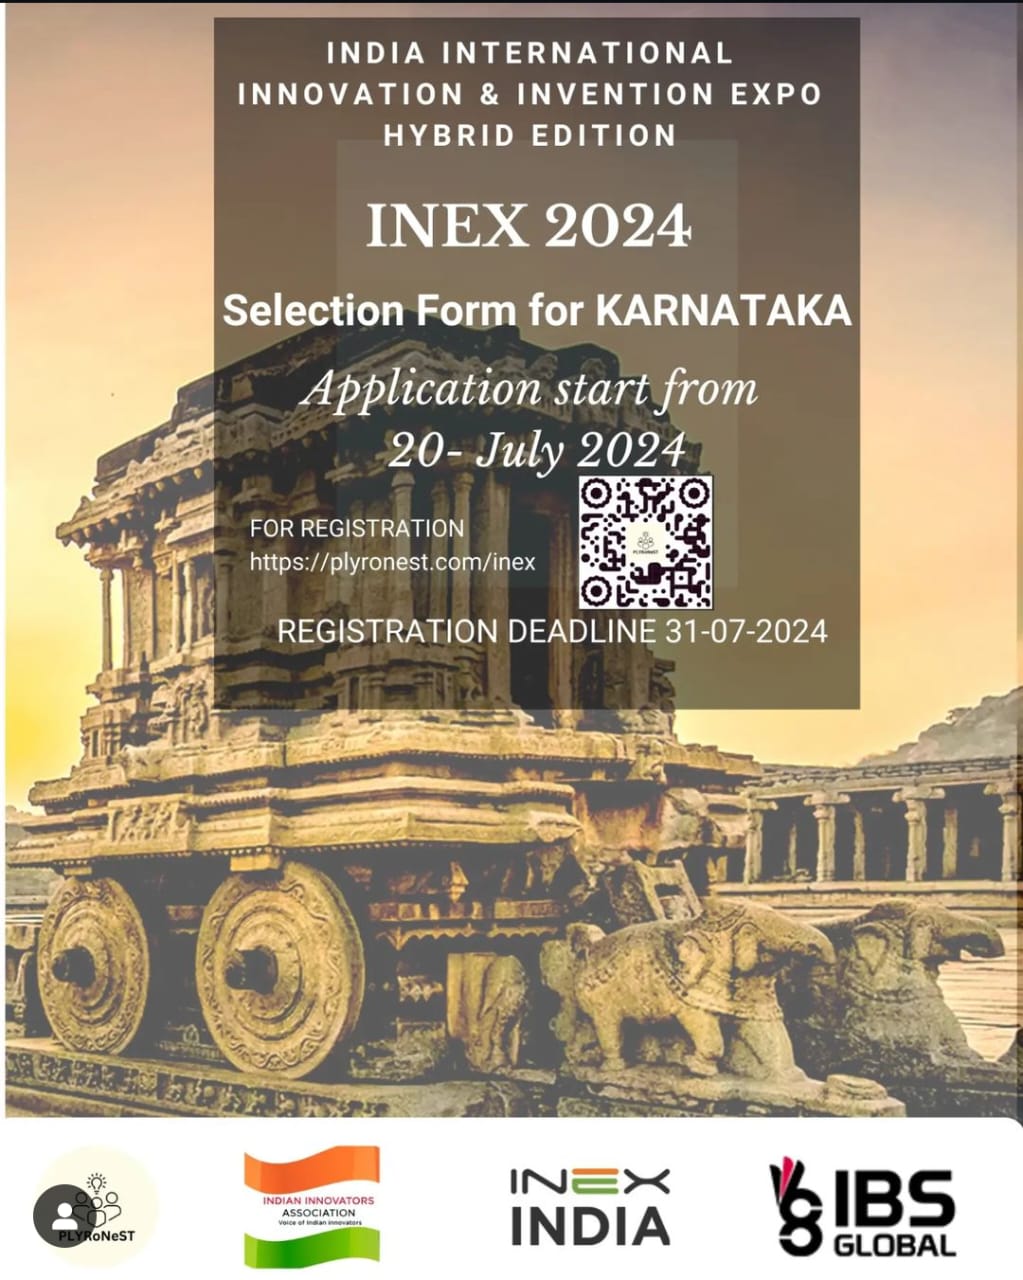 INDIA INTERNATIONAL
INNOVATION & INVENTION EXPO
HYBRID EDITION
INEX 2024
Selection Form for KARNATAKA
Application start from
20- July 2024
FOR REGISTRATION
https://plyronest.com/inex
PLYRoNeST
REGISTRATION DEADLINE 31-07-2024
PLYRoNeST
INDIAN INNOVATORS
ASSOCIATION
Voice of Indian innovators
INEX
INDIA
IBS
GLOBAL